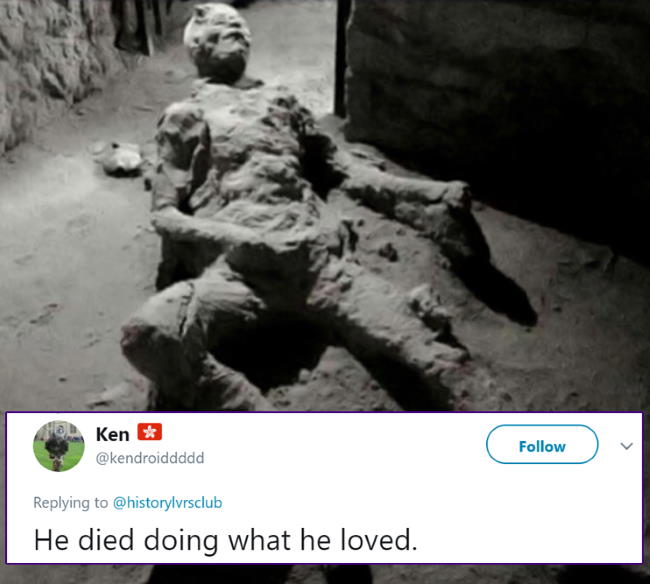 Ken 🇭🇰
@kendroiddddd
Follow
Replying to @historylvrsclub
He died doing what he loved.